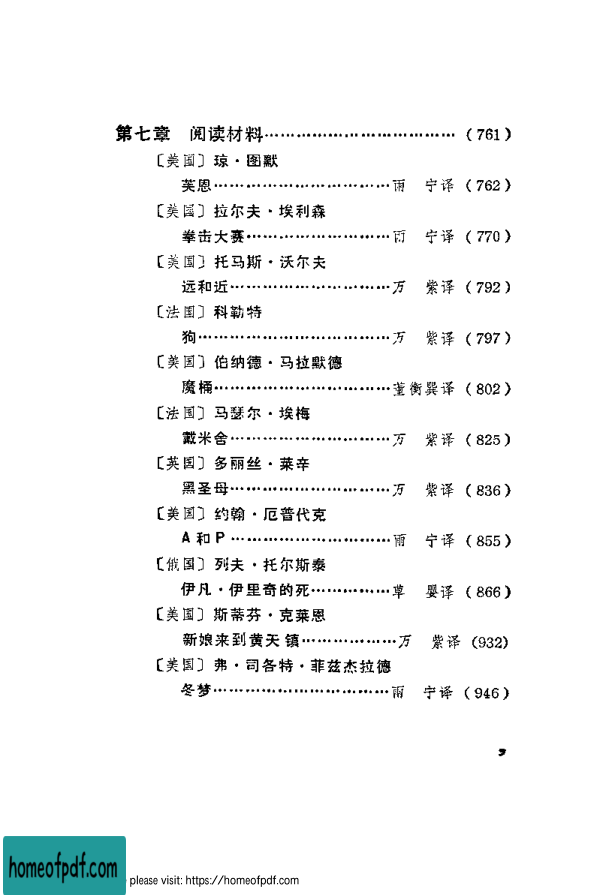 第七章 阅读材料……………………………… (761)
〔美国〕琼·图默
芙恩……………………………雨 宁译 (762)
〔美国〕拉尔夫·埃利森
拳击大赛………………………雨 宁译 (770)
〔美国〕托马斯·沃尔夫
远和近…………………………万 紫译 (792)
〔法国〕科勒特
狗………………………………万 紫译 (797)
〔美国〕伯纳德·马拉默德
魔桶……………………………董衡巽译 (802)
〔法国〕马瑟尔·埃梅
戴米舍…………………………万 紫译 (825)
〔英国〕多丽丝·莱辛
黑圣母…………………………万 紫译 (836)
〔美国〕约翰·厄普代克
A 和 P …………………………雨 宁译 (855)
〔俄国〕列夫·托尔斯泰
伊凡·伊里奇的死……………草 婴译 (866)
〔美国〕斯蒂芬·克莱恩
新娘来到黄天镇………………万 紫译 (932)
〔美国〕弗·司各特·菲兹杰拉德
冬梦……………………………雨 宁译 (946)
homeofpdf.com
please visit: https://homeofpdf.com